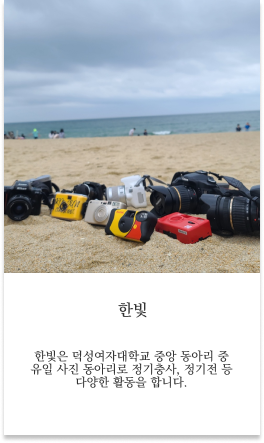 한빛
한빛은 덕성여자대학교 중앙 동아리 중
유일 사진 동아리로 정기총사, 정기전 등
다양한 활동을 합니다.